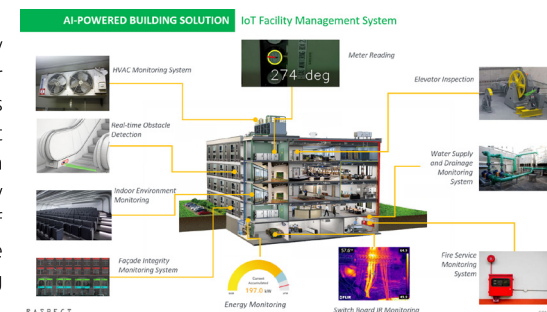 AI-POWERED BUILDING SOLUTION IoT Facility Management System
Meter Reading
274 deg
HVAC Monitoring System
Elevator Inspection
Real-time Obstacle
Detection
Water Supply
and Drainage
Monitoring
System
Indoor Environment
Monitoring
Façade Integrity
Monitoring System
Fire Service
Monitoring
System
197.0
Energy Monitoring
Switch Board IR Monitoring